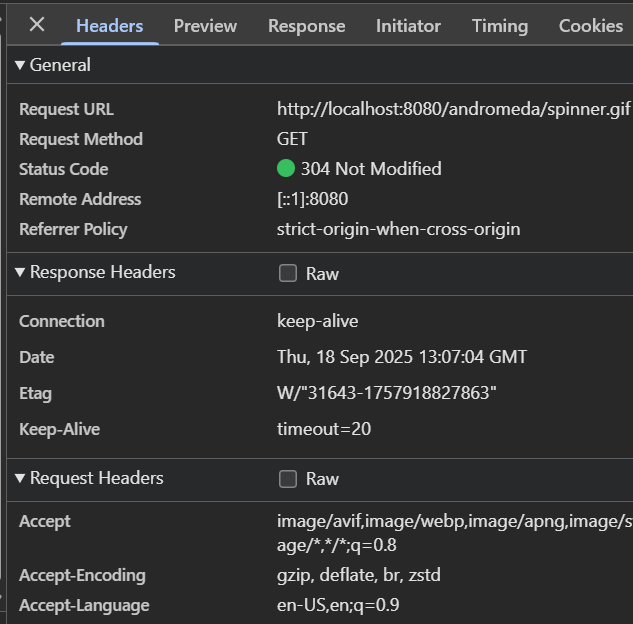 Headers Preview Response Initiator Timing Cookies
General
Request URL http://localhost:8080/andromeda/spinner.gif
Request Method GET
Status Code 304 Not Modified
Remote Address [::1]:8080
Referrer Policy strict-origin-when-cross-origin
Response Headers Raw
Connection keep-alive
Date Thu, 18 Sep 2025 13:07:04 GMT
Etag W/"31643-1757918827863"
Keep-Alive timeout=20
Request Headers Raw
Accept image/avif,image/webp,image/apng,image/s
age/*,*/*;q=0.8
Accept-Encoding gzip, deflate, br, zstd
Accept-Language en-US,en;q=0.9